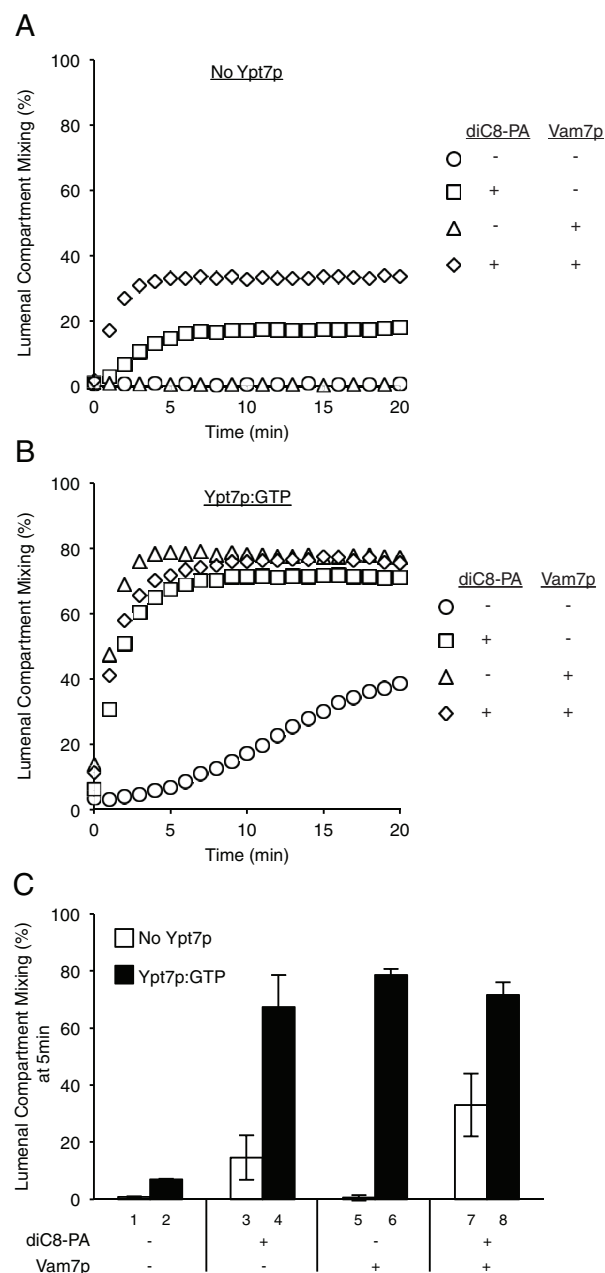 A
No Ypt7p
Lumenal Compartment Mixing (%)
100
80
60
40
20
0
0 5 10 15 20
Time (min)
diC8-PA Vam7p
- -
+ -
- +
+ +
B
Ypt7p:GTP
Lumenal Compartment Mixing (%)
100
80
60
40
20
0
0 5 10 15 20
Time (min)
diC8-PA Vam7p
- -
+ -
- +
+ +
C
Lumenal Compartment Mixing (%)
at 5min
100
80
60
40
20
0
No Ypt7p
Ypt7p:GTP
1 2 3 4 5 6 7 8
diC8-PA - + - +
Vam7p - - + +